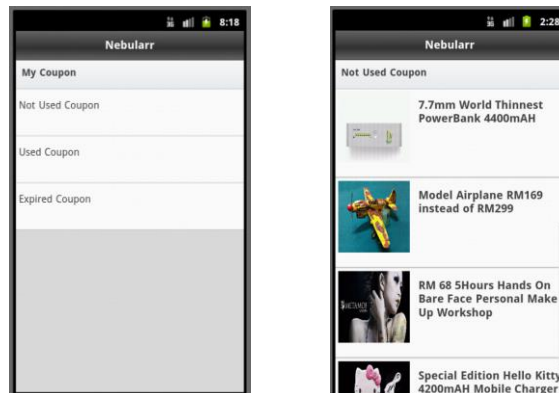 8:18
Nebularr
My Coupon
Not Used Coupon
Used Coupon
Expired Coupon
2:28
Nebularr
Not Used Coupon
7.7mm World Thinnest
PowerBank 4400mAH
Model Airplane RM169
instead of RM299
RM 68 5Hours Hands On
Bare Face Personal Make
Up Workshop
Special Edition Hello Kitty
4200mAH Mobile Charger